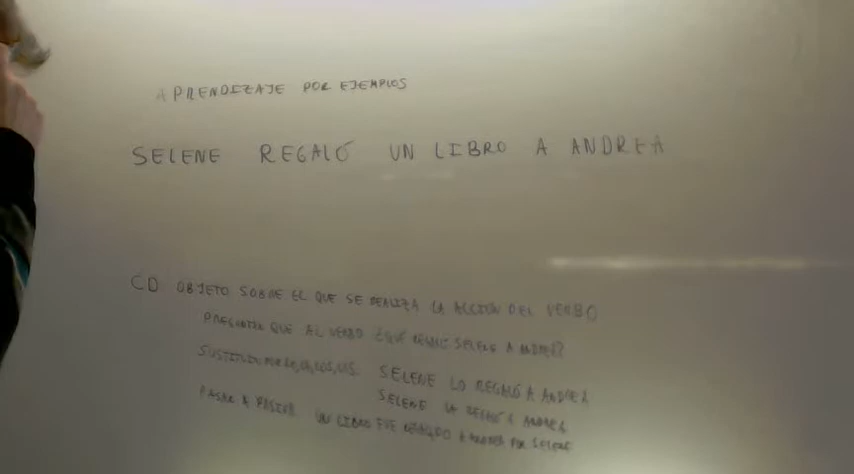 APRENDIZAJE POR EJEMPLOS
SELENE REGALÓ UN LIBRO A ANDREA
CD OBJETO SOBRE EL QUE SE REALIZA LA ACCIÓN DEL VERBO
PREGUNTAR QUE AL VERBO ¿QUÉ REGALÓ SELENE A ANDREA?
SUSTITUIR POR LO, LA, LOS, LAS. SELENE LO REGALÓ A ANDREA
SELENE LA REGALÓ A ANDREA
PASAR A PASIVA UN LIBRO FUE REGALADO A ANDREA POR SELENE